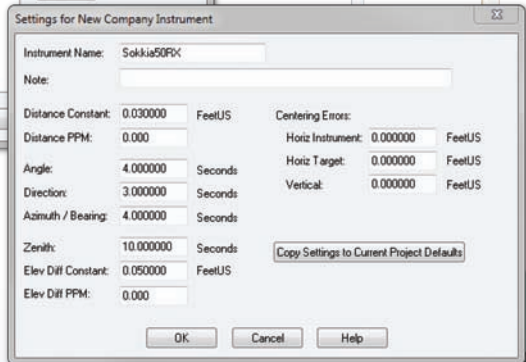 Settings for New Company Instrument
Instrument Name: Sokkia50RX
Note:
Distance Constant: 0.030000 FeetUS Centering Errors:
Distance PPM: 0.000 Horiz Instrument: 0.000000 FeetUS
Horiz Target: 0.000000 FeetUS
Angle: 4.000000 Seconds
Vertical: 0.000000 FeetUS
Direction: 3.000000 Seconds
Azimuth / Bearing: 4.000000 Seconds
Zenith: 10.000000 Seconds Copy Settings to Current Project Defaults
Elev Diff Constant: 0.050000 FeetUS
Elev Diff PPM: 0.000
OK Cancel Help